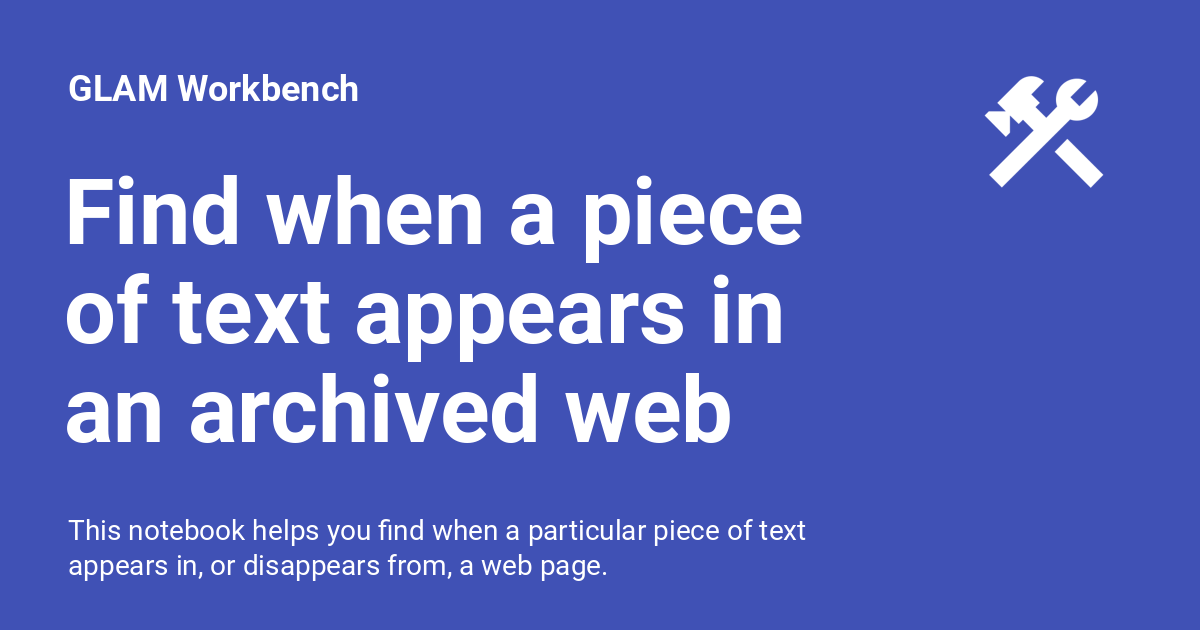 GLAM Workbench
Find when a piece
of text appears in
an archived web
This notebook helps you find when a particular piece of text
appears in, or disappears from, a web page.